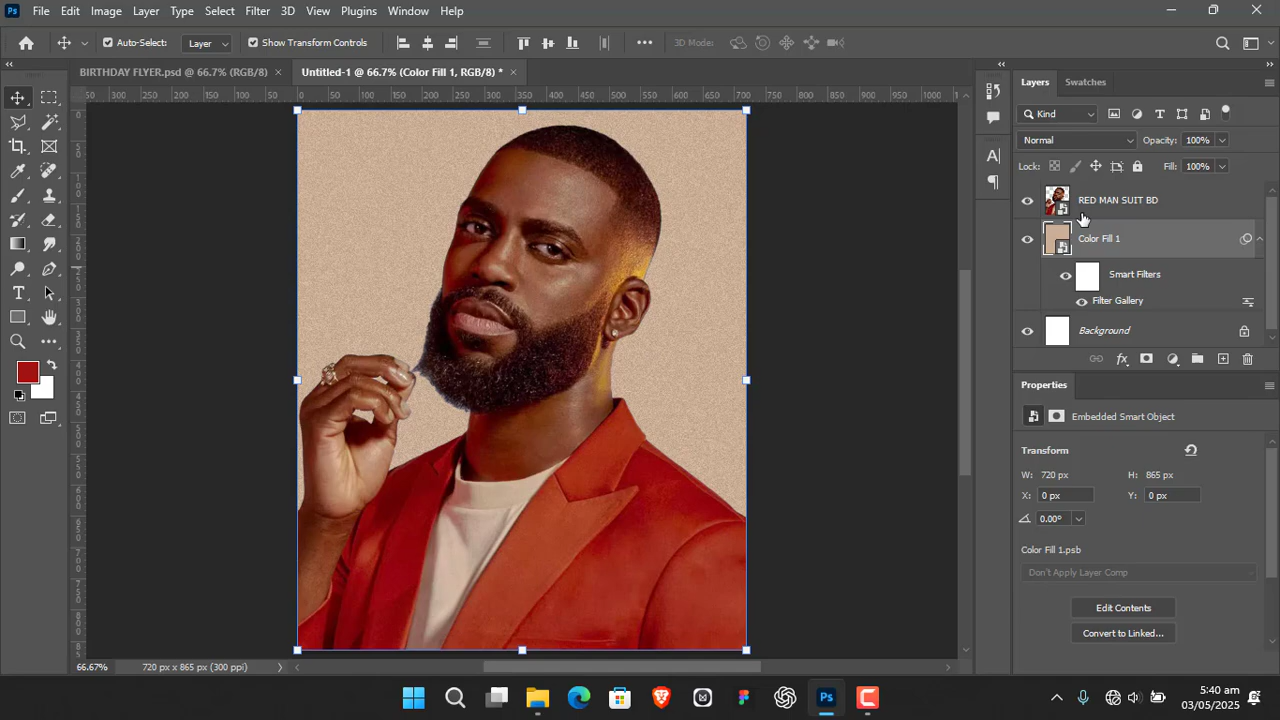 Ps File Edit Image Layer Type Select Filter 3D View Plugins Window Help
Auto-Select: Layer Show Transform Controls 3D Mode:
BIRTHDAY FLYER.psd @ 66.7% (RGB/8) × Untitled-1 @ 66.7% (Color Fill 1, RGB/8) * ×
Layers Swatches
Kind
Normal Opacity: 100%
Lock: Fill: 100%
RED MAN SUIT BD
Color Fill 1
Smart Filters
Filter Gallery
Background
Properties
Embedded Smart Object
Transform
W: 720 px H: 865 px
X: 0 px Y: 0 px
0.00°
Color Fill 1.psb
Don't Apply Layer Comp
Edit Contents
Convert to Linked...
66.67% 720 px x 865 px (300 ppi)
Ps
5:40 am
03/05/2025